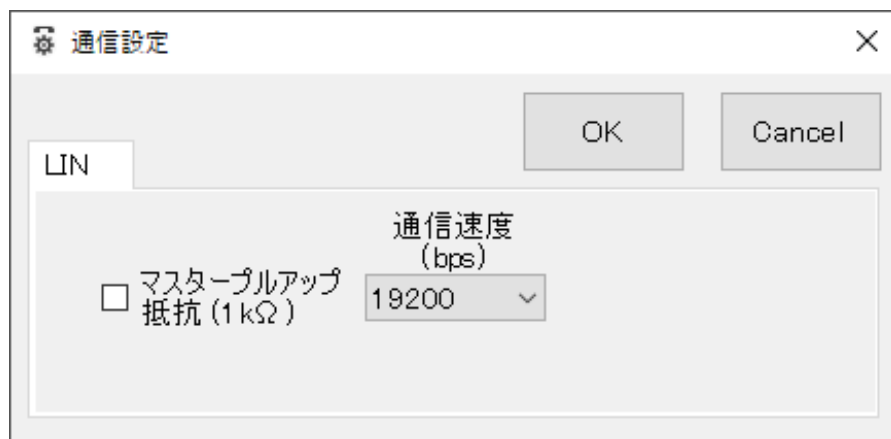 通信設定
OK
Cancel
LIN
通信速度
(bps)
マスタープルアップ
抵抗(1kΩ)
19200